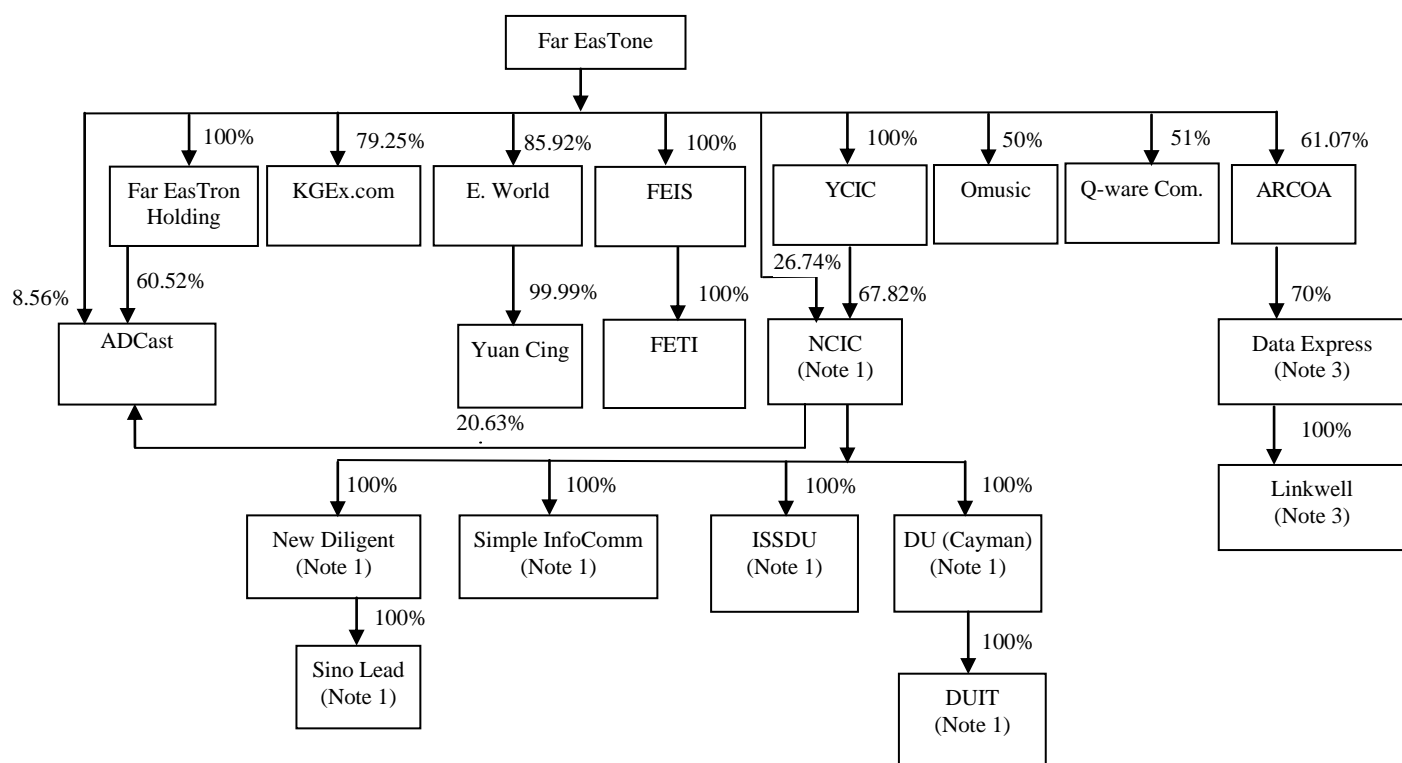 Far EasTone
100%
79.25%
85.92%
100%
100%
50%
51%
61.07%
Far EasTron
Holding
KGEx.com
E. World
FEIS
YCIC
Omusic
Q-ware Com.
ARCOA
8.56%
60.52%
99.99%
100%
26.74%
67.82%
70%
ADCast
Yuan Cing
FETI
NCIC
(Note 1)
Data Express
(Note 3)
20.63%
100%
100%
100%
100%
100%
New Diligent
(Note 1)
Simple InfoComm
(Note 1)
ISSDU
(Note 1)
DU (Cayman)
(Note 1)
Linkwell
(Note 3)
100%
100%
Sino Lead
(Note 1)
DUIT
(Note 1)